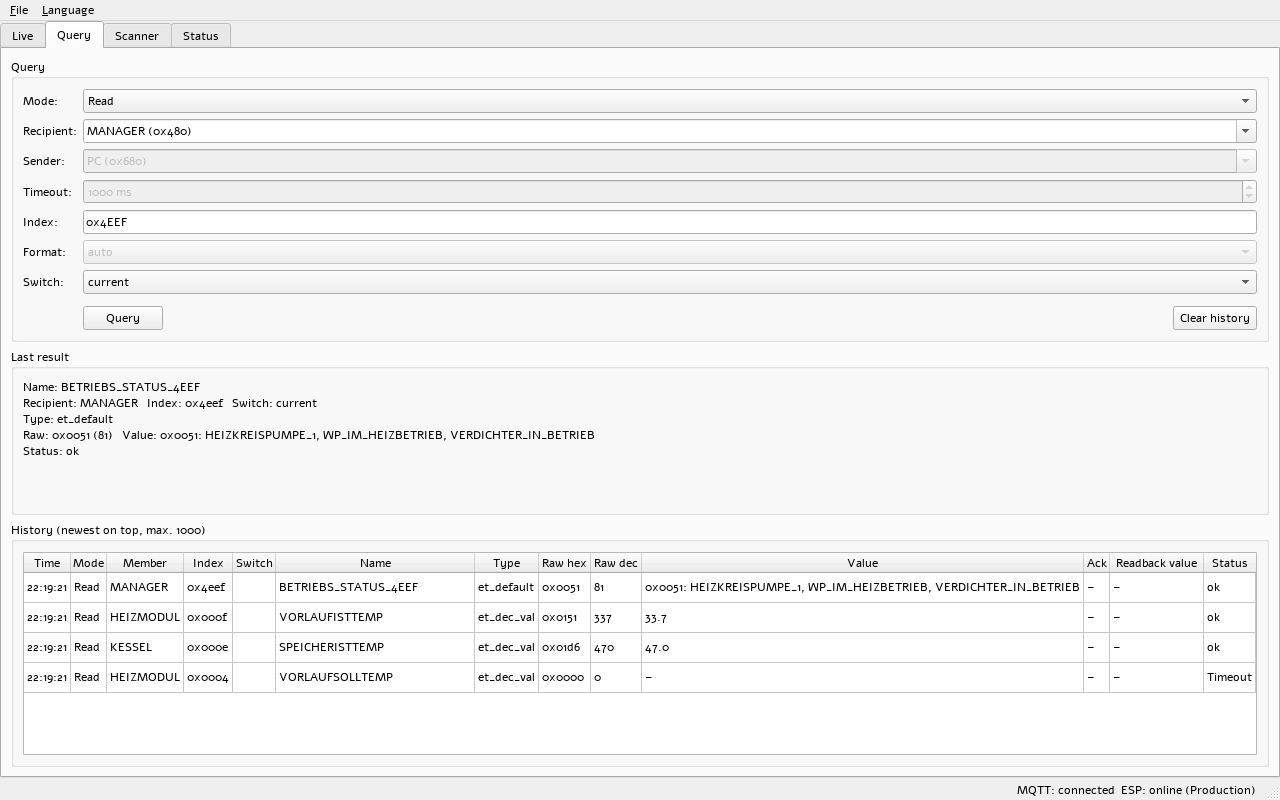 File Language
Live Query Scanner Status
Query
Mode: Read
Recipient: MANAGER (0x480)
Sender: PC (0x680)
Timeout: 1000 ms
Index: 0x4EEF
Format: auto
Switch: current
Query Clear history
Last result
Name: BETRIEBS_STATUS_4EEF
Recipient: MANAGER Index: 0x4eef Switch: current
Type: et_default
Raw: 0x0051 (81) Value: 0x0051: HEIZKREISPUMPE_1, WP_IM_HEIZBETRIEB, VERDICHTER_IN_BETRIEB
Status: ok
History (newest on top, max. 1000)
Time Mode Member Index Switch Name Type Raw hex Raw dec Value Ack Readback value Status
22:19:21 Read MANAGER 0x4eef BETRIEBS_STATUS_4EEF et_default 0x0051 81 0x0051: HEIZKREISPUMPE_1, WP_IM_HEIZBETRIEB, VERDICHTER_IN_BETRIEB – – ok
22:19:21 Read HEIZMODUL 0x000f VORLAUFISTTEMP et_dec_val 0x0151 337 33.7 – – ok
22:19:21 Read KESSEL 0x000e SPEICHERISTTEMP et_dec_val 0x01d6 470 47.0 – – ok
22:19:21 Read HEIZMODUL 0x0004 VORLAUFSOLLTEMP et_dec_val 0x0000 0 – – – Timeout
MQTT: connected ESP: online (Production)